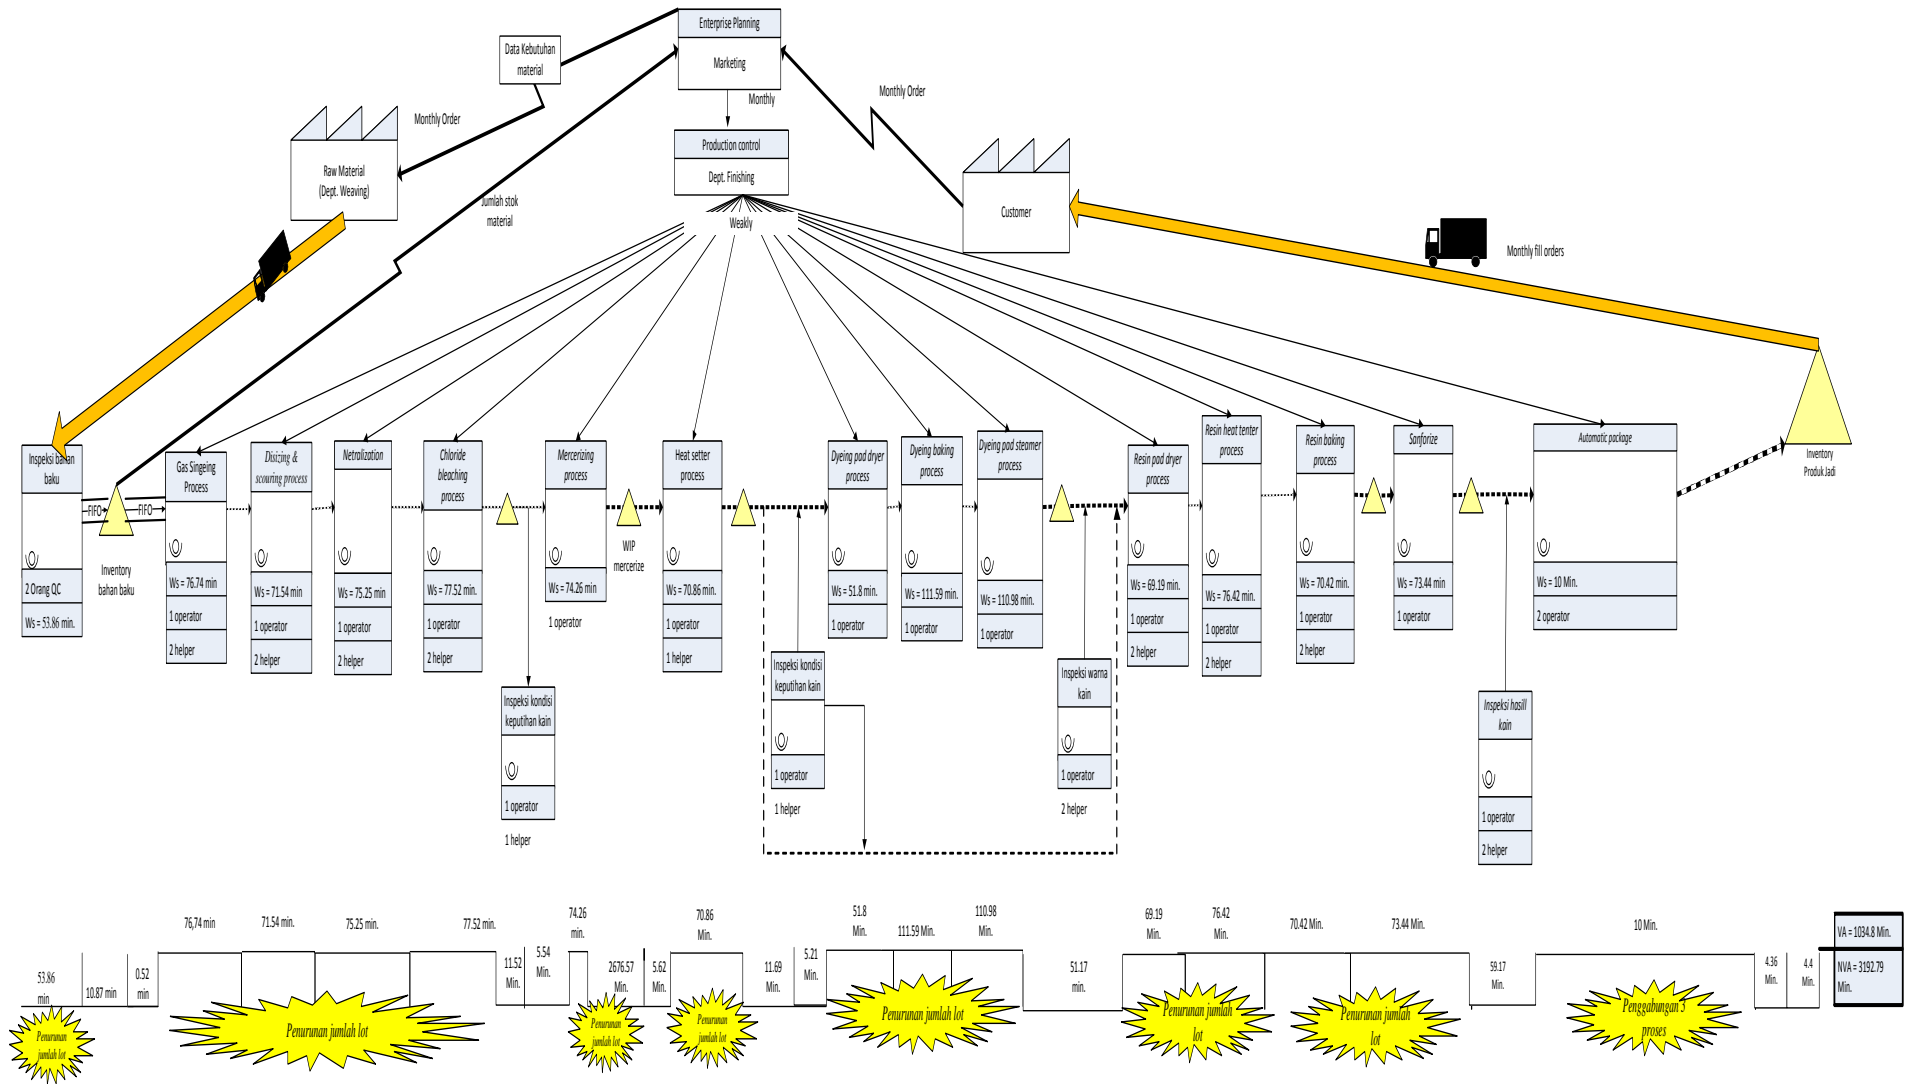 Enterprise Planning
Marketing
Data Kebutuhan
material
Monthly
Monthly Order
Monthly Order
Production control
Dept. Finishing
Raw Material
(Dept. Weaving)
Jumlah stok
material
Weakly
Customer
Monthly fill orders
Inspeksi bahan
baku
2 Orang QC
Ws = 53.86 min.
FIFO
FIFO
Inventory
bahan baku
Gas Singeing
Process
Ws = 76.74 min
1 operator
2 helper
Disizing &
scouring process
Ws = 71.54 min
1 operator
2 helper
Netralization
Ws = 75.25 min
1 operator
2 helper
Chloride
bleaching
process
Ws = 77.52 min
1 operator
2 helper
Inspeksi kondisi
keputihan kain
1 operator
1 helper
Mercerizing
process
Ws = 74.26 min
1 operator
WIP
mercerize
Heat setter
process
Ws = 70.86 min
1 operator
1 helper
Inspeksi kondisi
keputihan kain
1 operator
1 helper
Dyeing pad dryer
process
Ws = 51.8 min
1 operator
Dyeing baking
process
Ws = 111.59 min.
1 operator
Dyeing pad steamer
process
Ws = 110.98 min.
1 operator
Inspeksi warna
kain
1 operator
2 helper
Resin pad dryer
process
Ws = 69.19 min.
1 operator
2 helper
Resin heat tenter
process
Ws = 76.42 min.
1 operator
2 helper
Resin baking
process
Ws = 70.42 min.
1 operator
2 helper
Sanforize
Ws = 73.44 min
1 operator
Inspeksi hasill
kain
1 operator
2 helper
Automatic package
Ws = 10 Min.
2 operator
Inventory
Produk Jadi
53.86
min
10.87 min
0.52
min
76,74 min
71.54 min.
75.25 min.
77.52 min.
11.52
Min.
5.54
Min.
74.26
min.
2676.57
Min.
5.62
Min.
70.86
Min.
11.69
Min.
5.21
Min.
51.8
Min.
111.59 Min.
110.98
Min.
51.17
min.
69.19
Min.
76.42
Min.
70.42 Min.
73.44 Min.
59.17
Min.
10 Min.
4.36
Min.
4.4
Min.
VA = 1034.8 Min.
NVA = 3192.79
Min.
Penurunan
jumlah lot
Penurunan jumlah lot
Penurunan
jumlah lot
Penurunan
jumlah lot
Penurunan jumlah lot
Penurunan jumlah
lot
Penurunan jumlah
lot
Penggabungan 3
proses